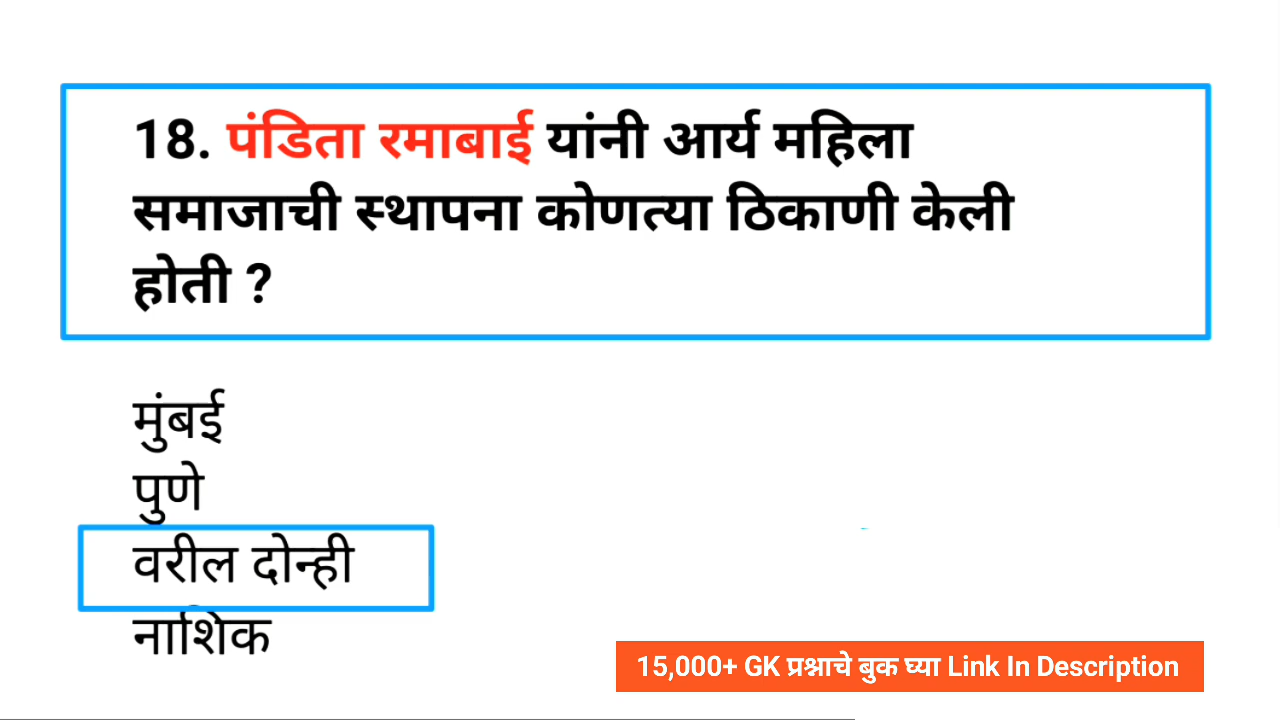 18. पंडिता रमाबाई यांनी आर्य महिला
समाजाची स्थापना कोणत्या ठिकाणी केली
होती ?
मुंबई
पुणे
वरील दोन्ही
नाशिक
15,000+ GK प्रश्नाचे बुक घ्या Link In Description